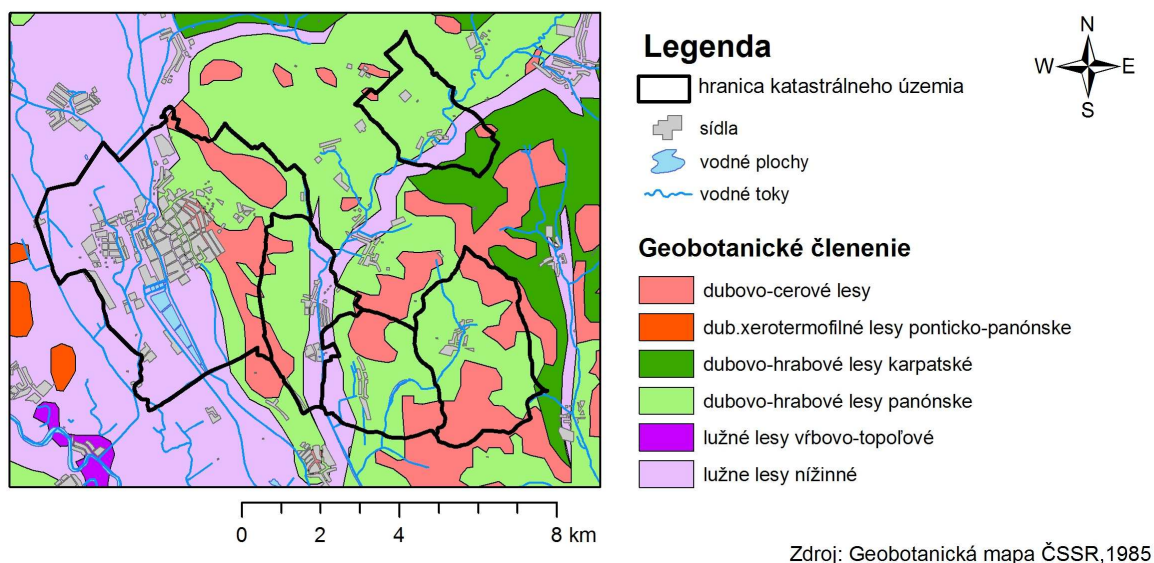 Legenda
hranica katastrálneho územia
sídla
vodné plochy
vodné toky
N
W E
S
Geobotanické členenie
dubovo-cerové lesy
dub.xerotermofilné lesy ponticko-panónske
dubovo-hrabové lesy karpatské
dubovo-hrabové lesy panónske
lužné lesy vŕbovo-topoľové
lužne lesy nížinné
0 2 4 8 km
Zdroj: Geobotanická mapa ČSSR,1985